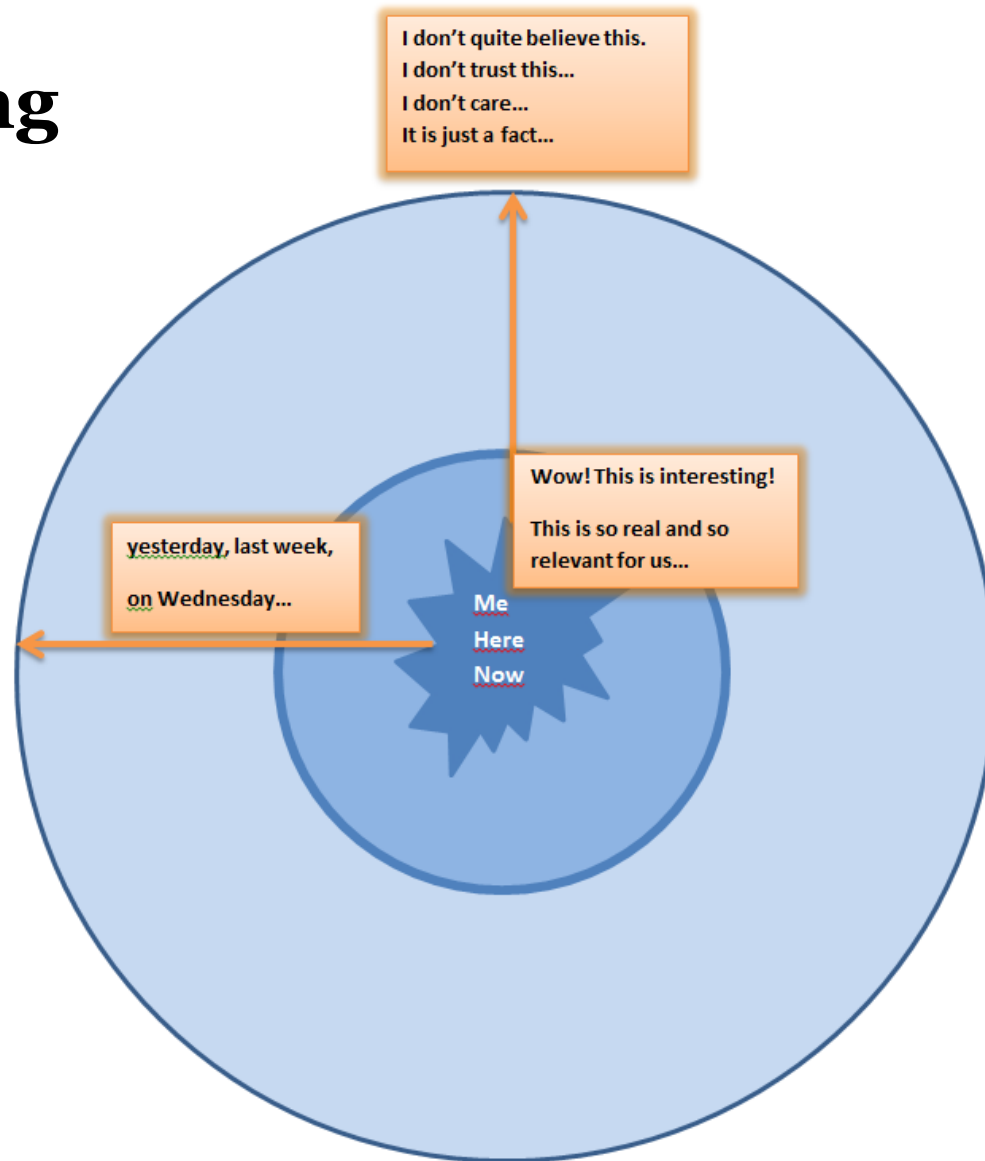 I don't quite believe this.
I don't trust this...
I don't care...
It is just a fact...
ng
Wow! This is interesting!
This is so real and so
relevant for us...
yesterday, last week,
on Wednesday...
Me
Here
Now